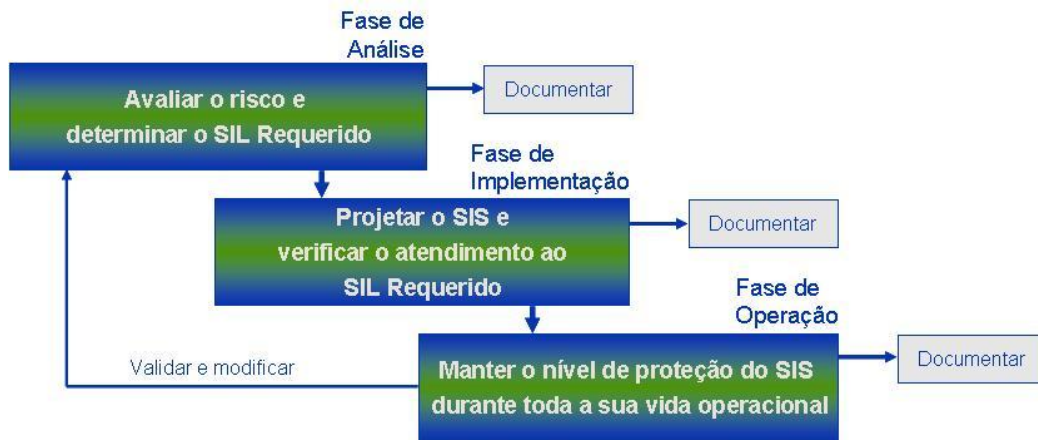 Fase de
Análise
Avaliar o risco e
determinar o SIL Requerido
Documentar
Fase de
Implementação
Projetar o SIS e
verificar o atendimento ao
SIL Requerido
Documentar
Fase de
Operação
Manter o nível de proteção do SIS
durante toda a sua vida operacional
Documentar
Validar e modificar